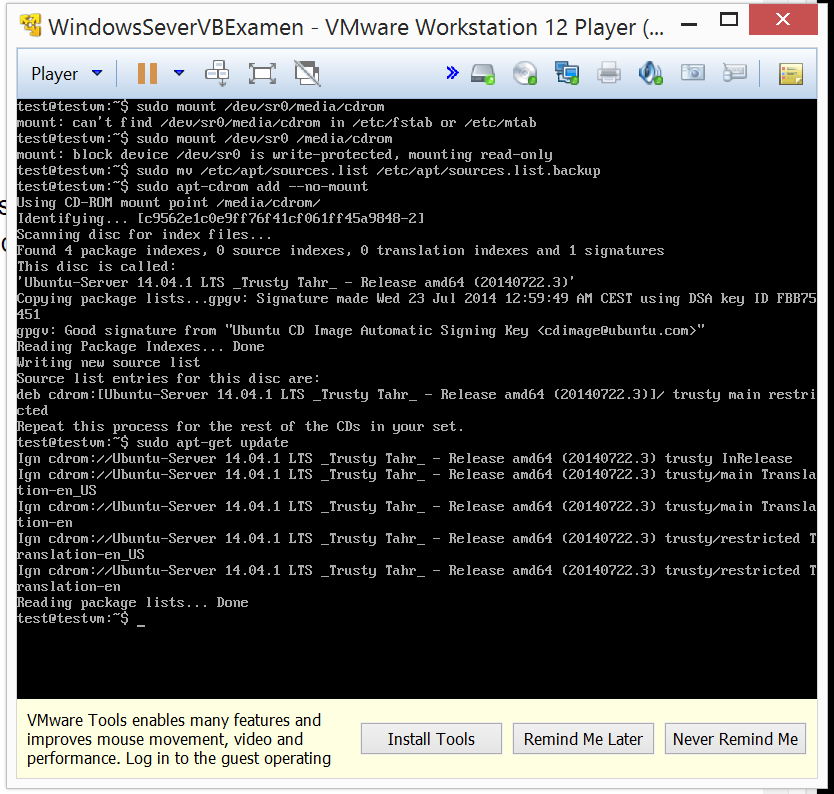 WindowsSeverVBExamen - VMware Workstation 12 Player (...
Player
test@testvm:~$ sudo mount /dev/sr0/media/cdrom
mount: can't find /dev/sr0/media/cdrom in /etc/fstab or /etc/mtab
test@testvm:~$ sudo mount /dev/sr0 /media/cdrom
mount: block device /dev/sr0 is write-protected, mounting read-only
test@testvm:~$ sudo mv /etc/apt/sources.list /etc/apt/sources.list.backup
test@testvm:~$ sudo apt-cdrom add --no-mount
Using CD-ROM mount point /media/cdrom/
Identifying... [c9562e1c0e9ff76f41cf061ff45a9848-2]
Scanning disc for index files...
Found 4 package indexes, 0 source indexes, 0 translation indexes and 1 signatures
This disc is called:
'Ubuntu-Server 14.04.1 LTS _Trusty Tahr_ - Release amd64 (20140722.3)'
Copying package lists...gpgv: Signature made Wed 23 Jul 2014 12:59:49 AM CEST using DSA key ID FBB75
451
gpgv: Good signature from "Ubuntu CD Image Automatic Signing Key <cdimage@ubuntu.com>"
Reading Package Indexes... Done
Writing new source list
Source list entries for this disc are:
deb cdrom:[Ubuntu-Server 14.04.1 LTS _Trusty Tahr_ - Release amd64 (20140722.3)]/ trusty main restri
cted
Repeat this process for the rest of the CDs in your set.
test@testvm:~$ sudo apt-get update
Ign cdrom://Ubuntu-Server 14.04.1 LTS _Trusty Tahr_ - Release amd64 (20140722.3) trusty InRelease
Ign cdrom://Ubuntu-Server 14.04.1 LTS _Trusty Tahr_ - Release amd64 (20140722.3) trusty/main Transla
tion-en_US
Ign cdrom://Ubuntu-Server 14.04.1 LTS _Trusty Tahr_ - Release amd64 (20140722.3) trusty/main Transla
tion-en
Ign cdrom://Ubuntu-Server 14.04.1 LTS _Trusty Tahr_ - Release amd64 (20140722.3) trusty/restricted T
ranslation-en_US
Ign cdrom://Ubuntu-Server 14.04.1 LTS _Trusty Tahr_ - Release amd64 (20140722.3) trusty/restricted T
ranslation-en
Reading package lists... Done
test@testvm:~$ _
VMware Tools enables many features and
improves mouse movement, video and
performance. Log in to the guest operating
Install Tools
Remind Me Later
Never Remind Me